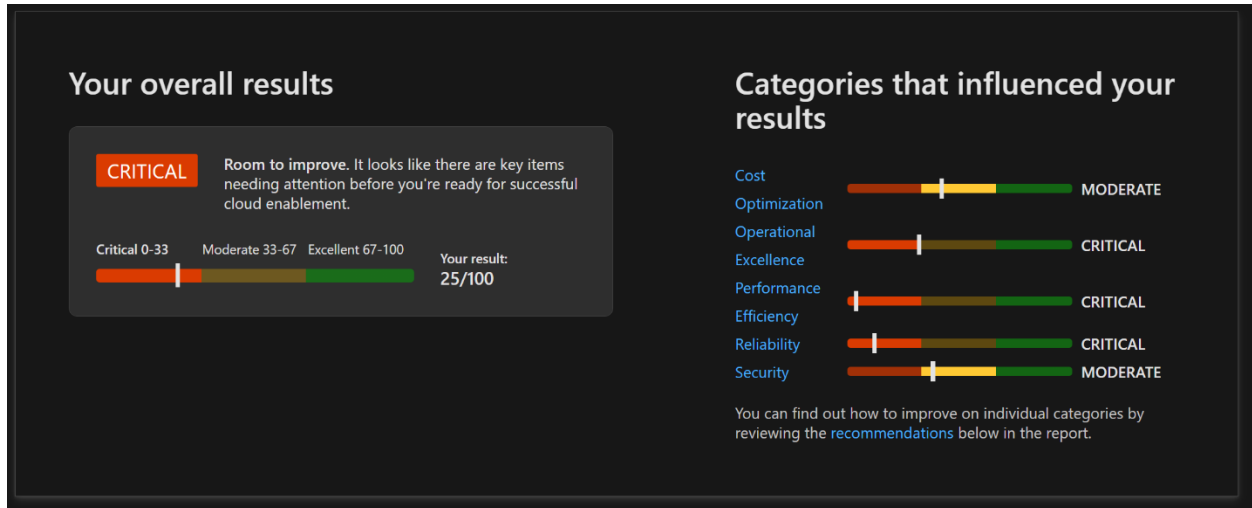 Your overall results
CRITICAL
Room to improve. It looks like there are key items
needing attention before you're ready for successful
cloud enablement.
Critical 0-33
Moderate 33-67
Excellent 67-100
Your result:
25/100
Categories that influenced your
results
Cost
Optimization
MODERATE
Operational
Excellence
CRITICAL
Performance
Efficiency
CRITICAL
Reliability
CRITICAL
Security
MODERATE
You can find out how to improve on individual categories by
reviewing the recommendations below in the report.